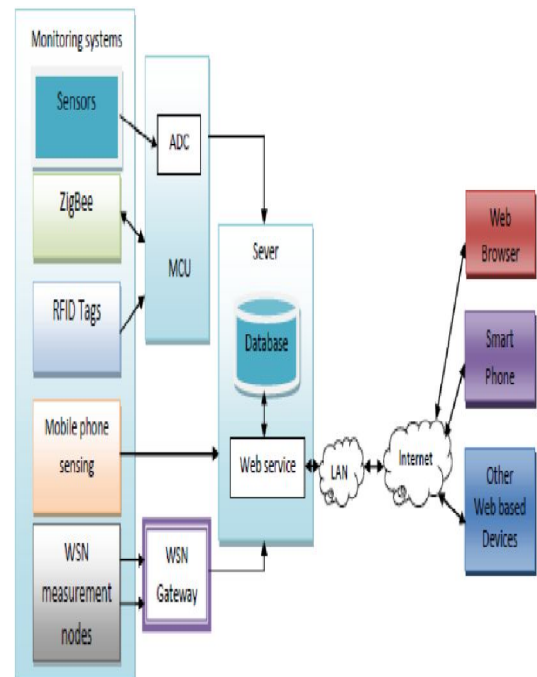 Monitoring systems
Sensors
ZigBee
RFID Tags
Mobile phone
sensing
WSN
measurement
nodes
ADC
MCU
WSN
Gateway
Sever
Database
Web service
LAN
Internet
Web
Browser
Smart
Phone
Other
Web based
Devices